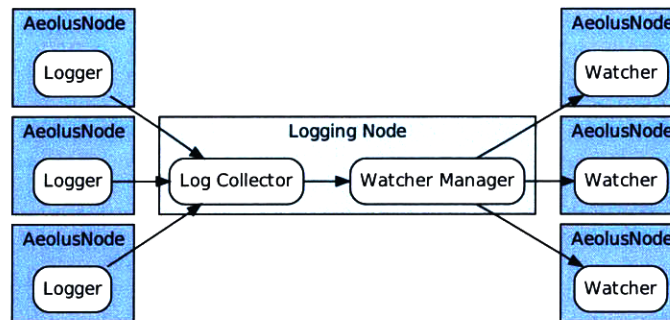 AeolusNode
Logger
AeolusNode
Logger
AeolusNode
Logger
Logging Node
Log Collector
Watcher Manager
AeolusNode
Watcher
AeolusNode
Watcher
AeolusNode
Watcher